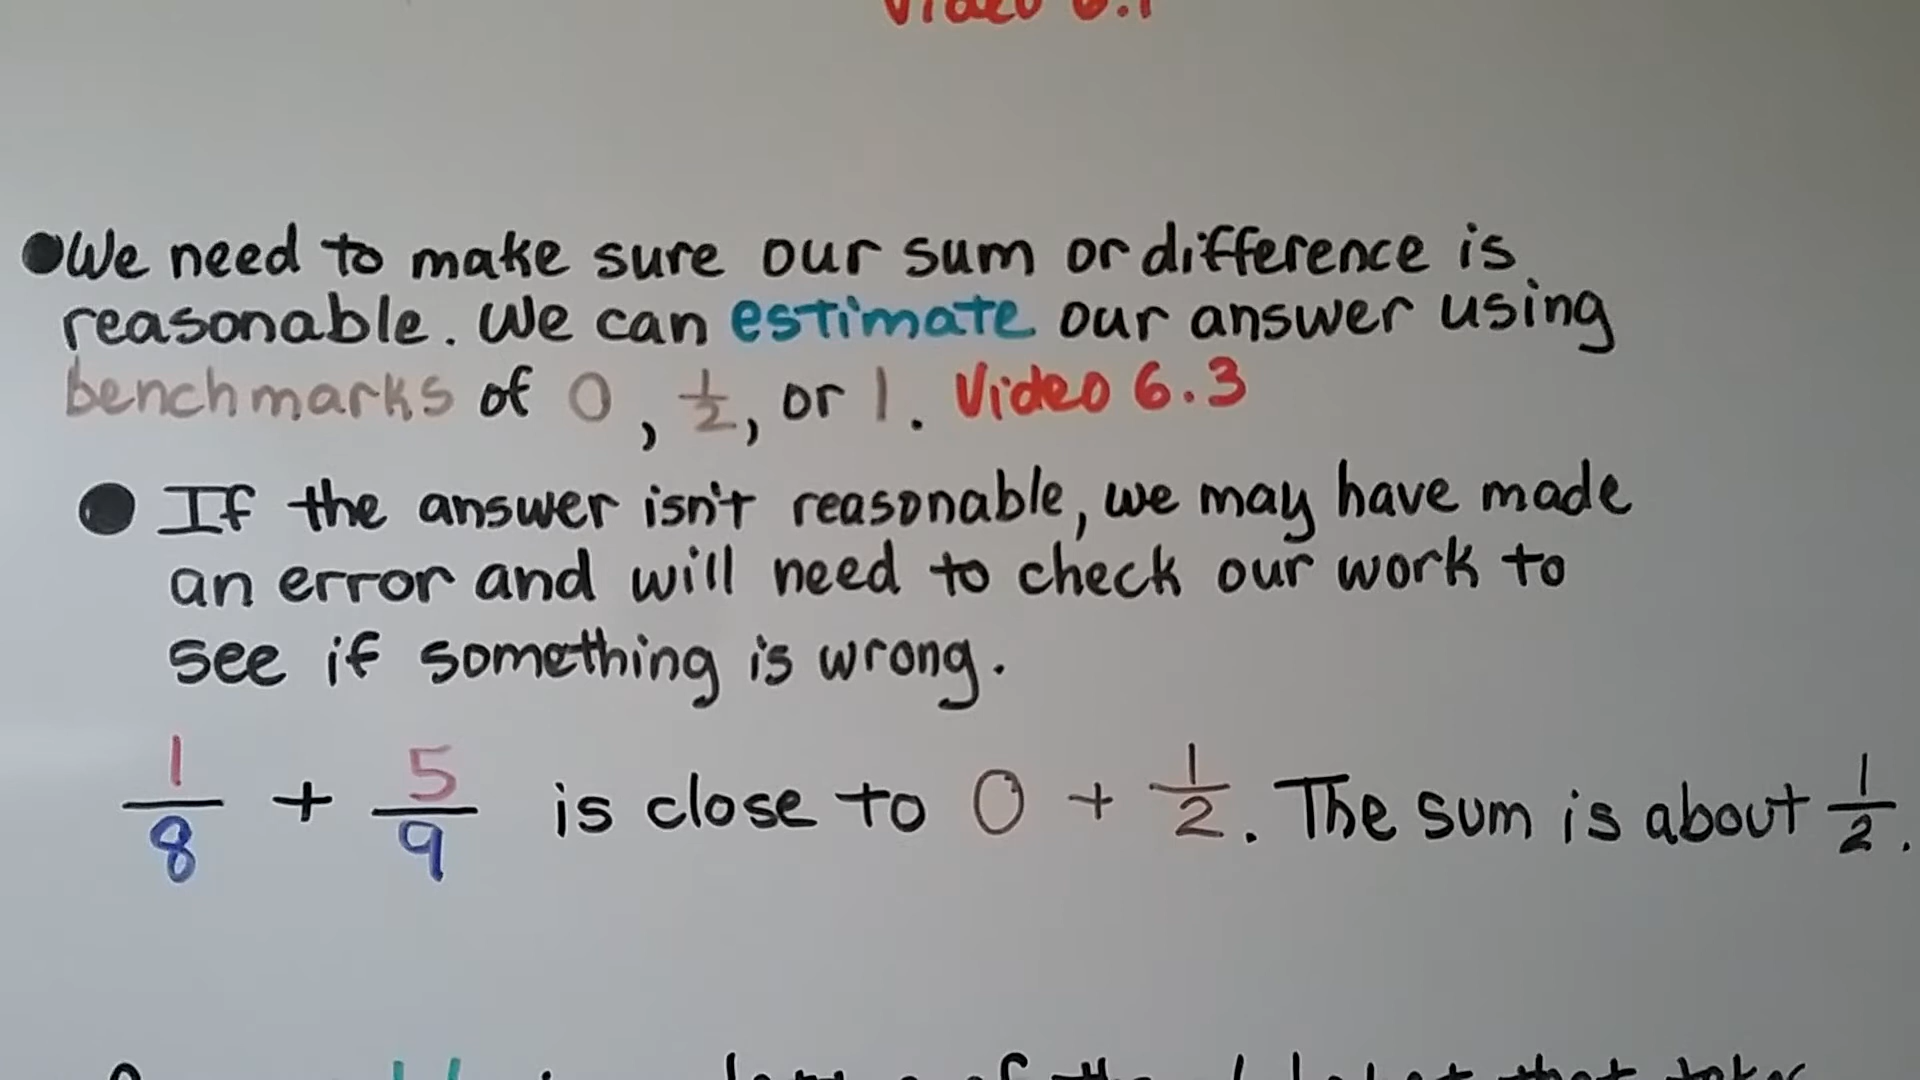 Video 6.1
●We need to make sure our sum or difference is
reasonable. We can estimate our answer using
benchmarks of 0, 1/2, or 1. Video 6.3
● If the answer isn't reasonable, we may have made
an error and will need to check our work to
see if something is wrong.
1/8 + 5/9 is close to 0 + 1/2. The sum is about 1/2.